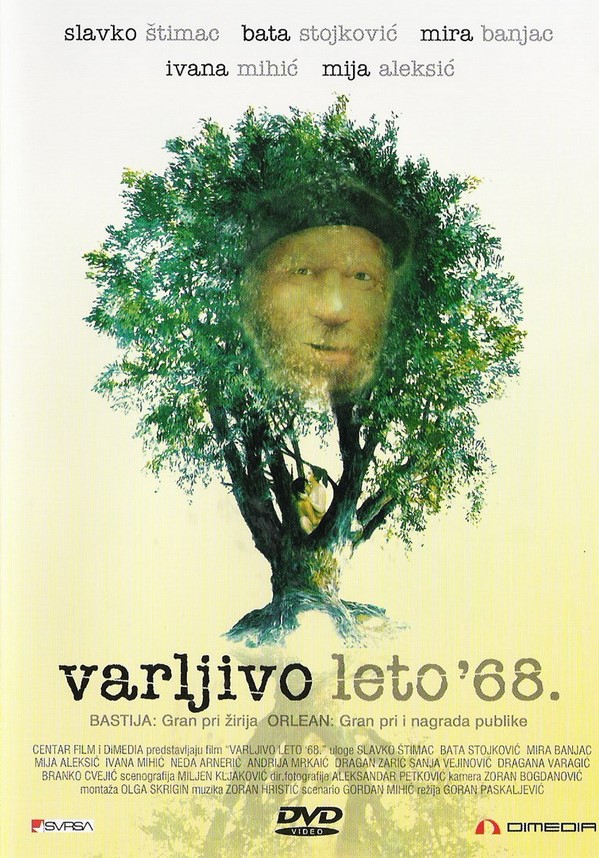 slavko štimac bata stojković mira banjac
ivana mihić mija aleksić
varljivo leto '68.
BASTIJA: Gran pri žirija ORLEAN: Gran pri i nagrada publike
CENTAR FILM i DiMEDIA predstavljaju film "VARLJIVO LETO '68." uloge SLAVKO ŠTIMAC BATA STOJKOVIĆ MIRA BANJAC
MIJA ALEKSIĆ IVANA MIHIĆ NEDA ARNERIĆ ANDRIJA MRKAIĆ DRAGAN ZARIĆ SANJA VEJINOVIĆ DRAGANA VARAGIĆ
BRANKO CVEJIĆ scenografija MILJEN KLJAKOVIĆ dir.fotografije ALEKSANDAR PETKOVIĆ kamera ZORAN BOGDANOVIĆ
montaža OLGA SKRIGIN muzika ZORAN HRISTIĆ scenario GORDAN MIHIĆ režija GORAN PASKALJEVIĆ
SVRSA DVD VIDEO DIMEDIA